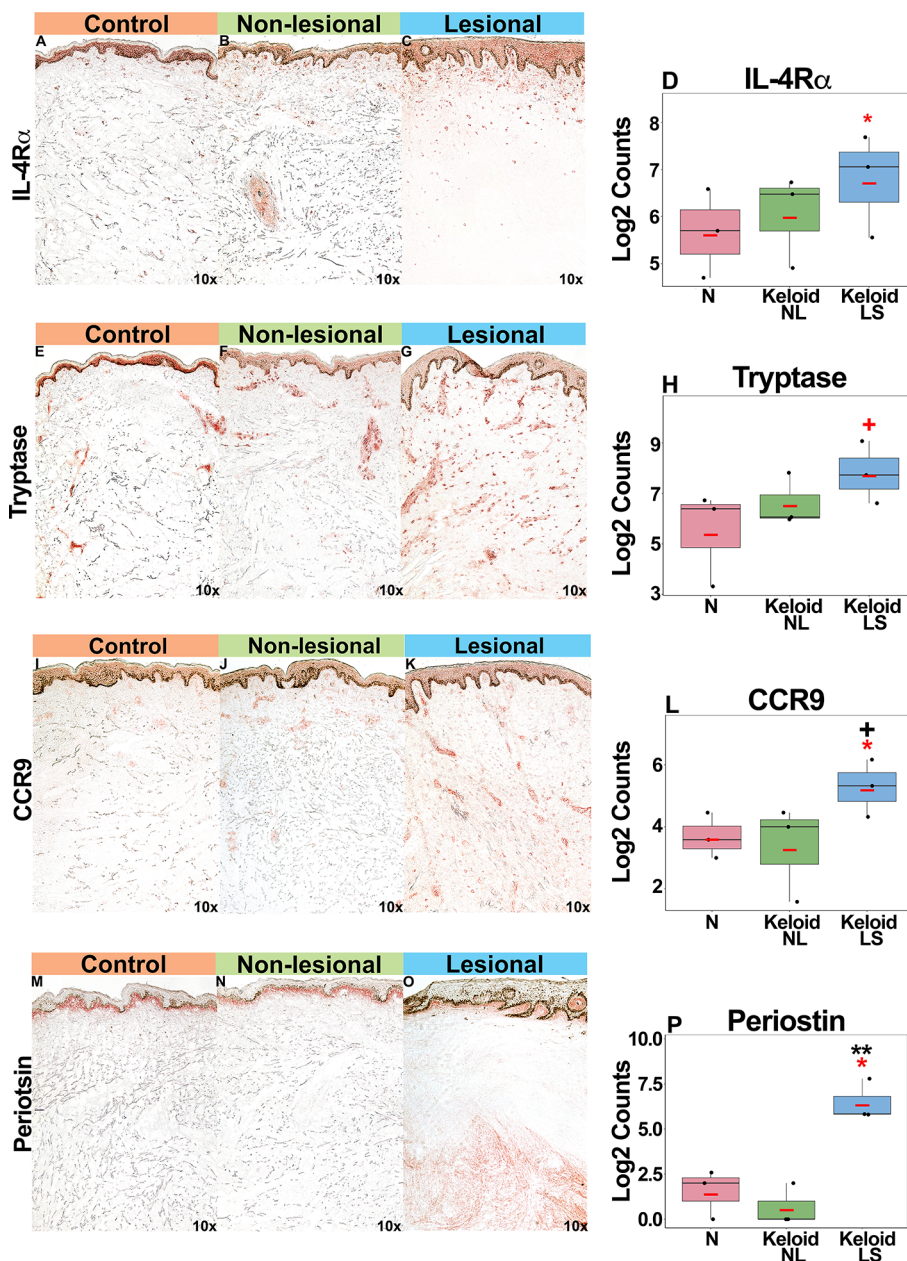 Control Non-lesional Lesional
A B C
IL-4Rα
10x 10x 10x
D IL-4Rα
*
8
7
6
5
Log2 Counts
N Keloid NL Keloid LS
Control Non-lesional Lesional
E F G
Tryptase
10x 10x 10x
H Tryptase
+
9
7
5
3
Log2 Counts
N Keloid NL Keloid LS
Control Non-lesional Lesional
I J K
CCR9
10x 10x 10x
L CCR9
+
*
6
4
2
Log2 Counts
N Keloid NL Keloid LS
Control Non-lesional Lesional
M N O
Periotsin
10x 10x 10x
P Periostin
**
*
10.0
7.5
5.0
2.5
0.0
Log2 Counts
N Keloid NL Keloid LS